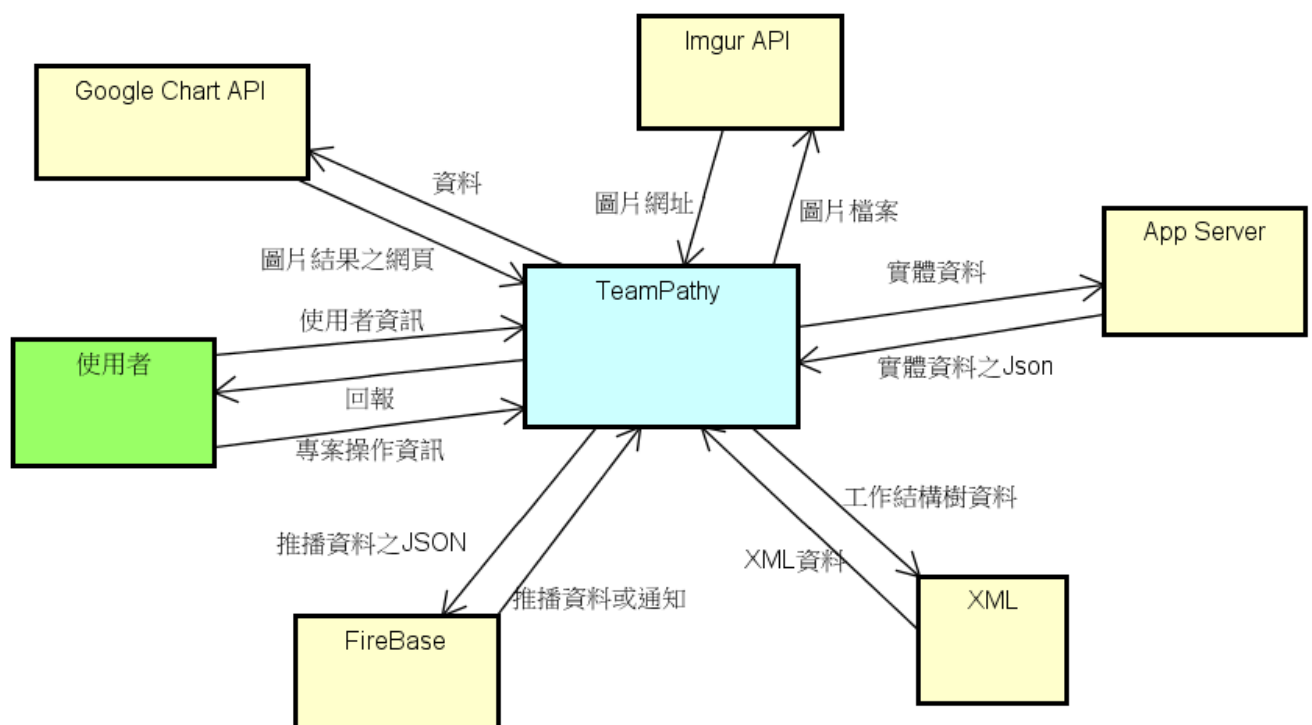 Imgur API
Google Chart API
資料
圖片網址
圖片檔案
App Server
圖片結果之網頁
TeamPathy
實體資料
使用者資訊
使用者
實體資料之Json
回報
專案操作資訊
工作結構樹資料
推播資料之JSON
XML資料
推播資料或通知
XML
FireBase